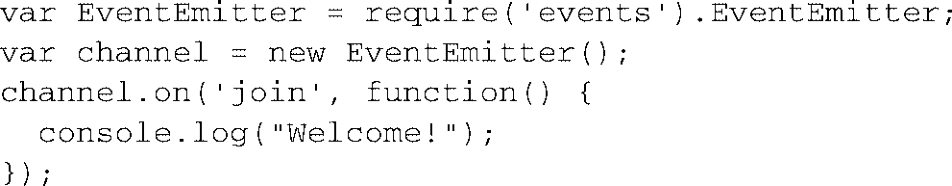 var EventEmitter = require('events').EventEmitter;
var channel = new EventEmitter();
channel.on('join', function() {
  console.log("Welcome!");
});